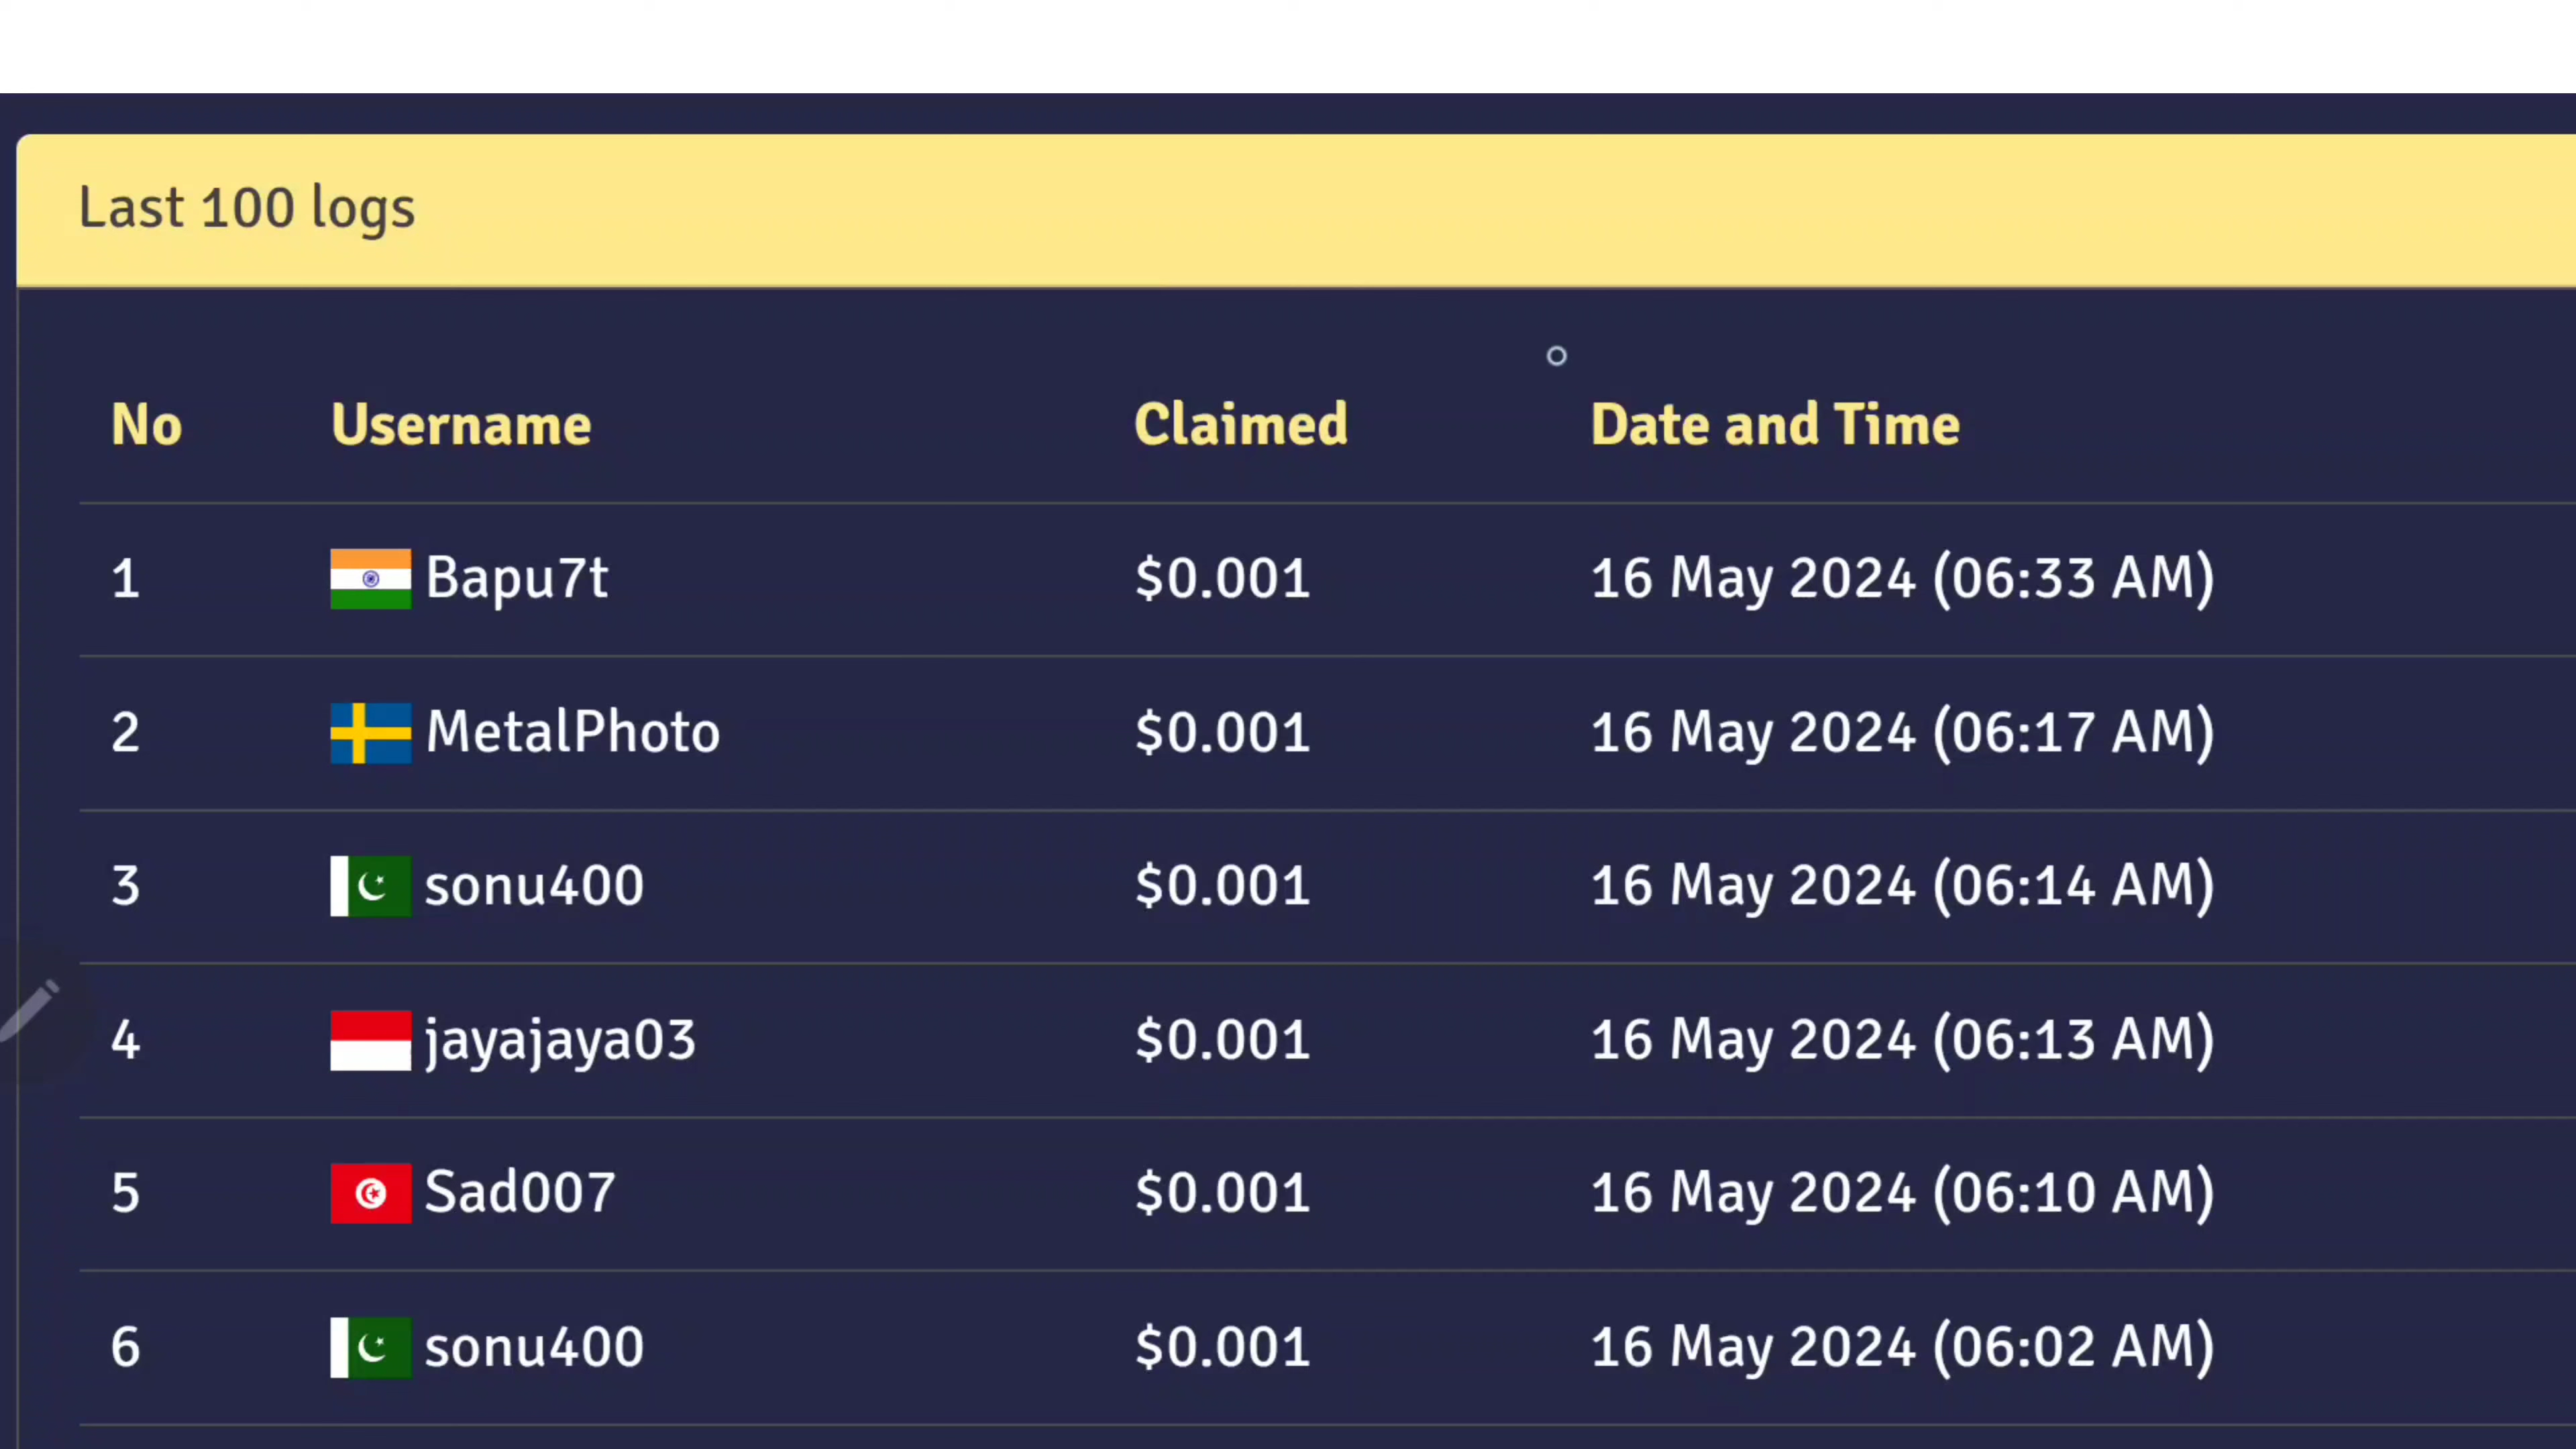 Last 100 logs
No Username Claimed Date and Time
1 Bapu7t $0.001 16 May 2024 (06:33 AM)
2 MetalPhoto $0.001 16 May 2024 (06:17 AM)
3 sonu400 $0.001 16 May 2024 (06:14 AM)
4 jayajaya03 $0.001 16 May 2024 (06:13 AM)
5 Sad007 $0.001 16 May 2024 (06:10 AM)
6 sonu400 $0.001 16 May 2024 (06:02 AM)